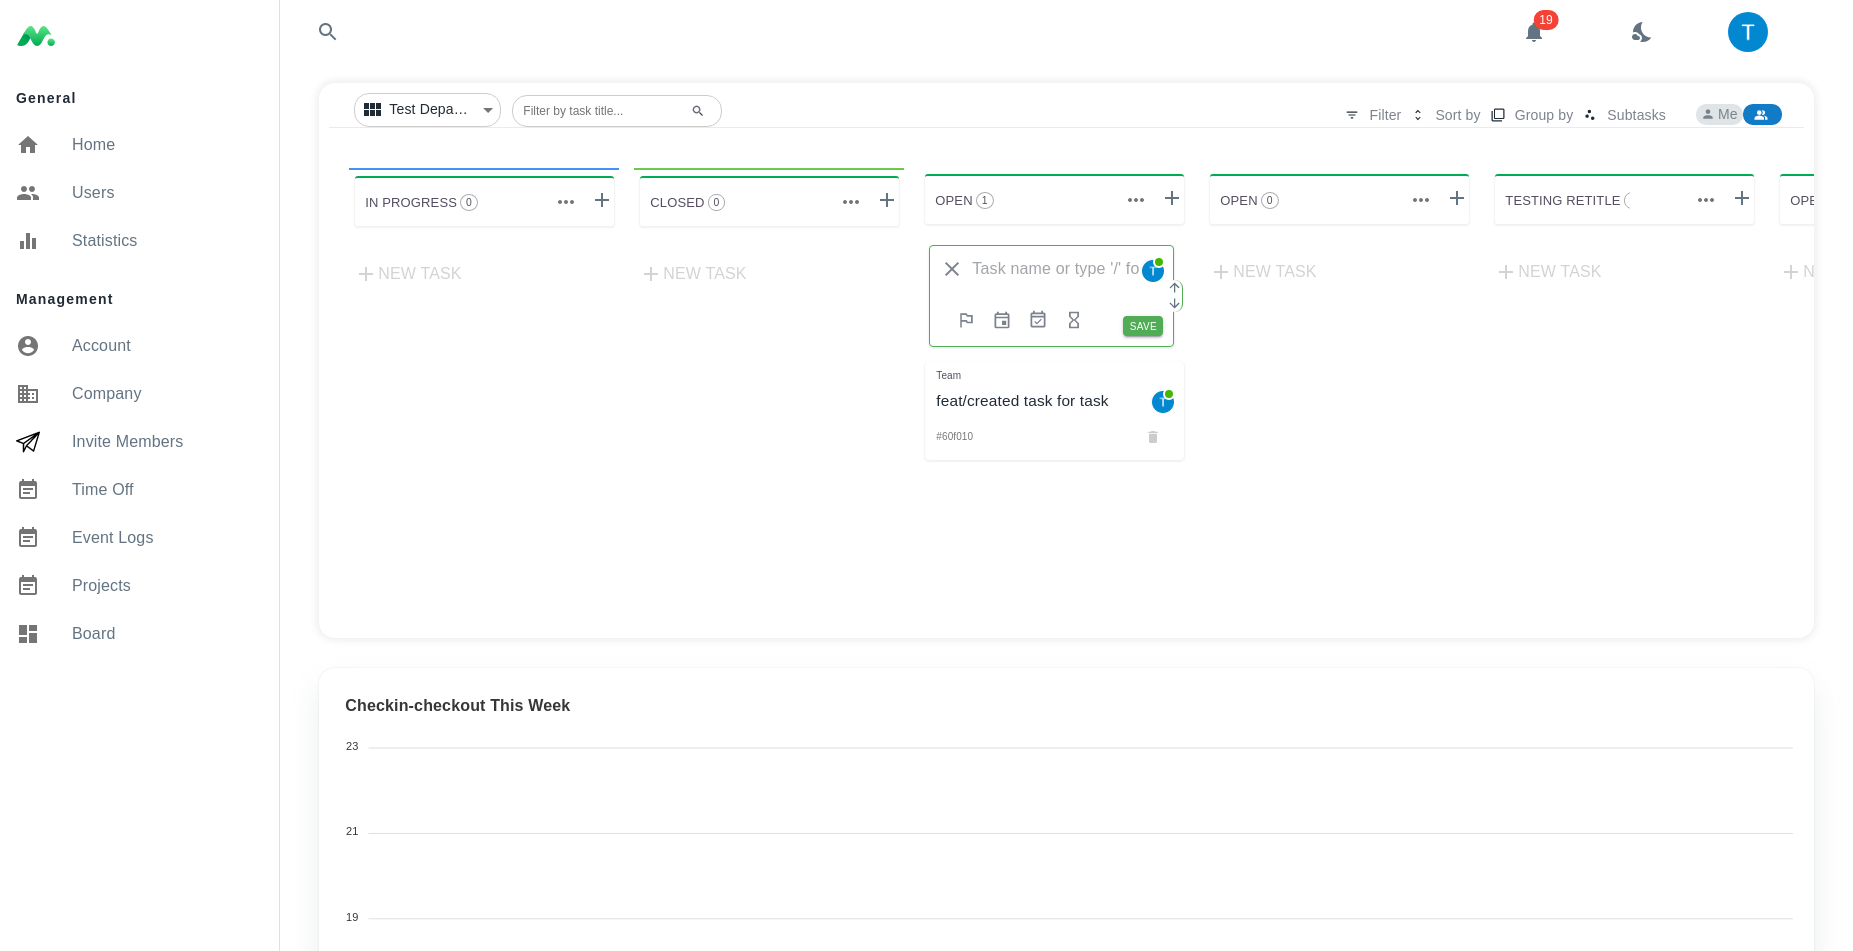 19
T
General
Home
Users
Statistics
Management
Account
Company
Invite Members
Time Off
Event Logs
Projects
Board
Test Depa...
Filter by task title...
Filter
Sort by
Group by
Subtasks
Me
IN PROGRESS 0
CLOSED 0
OPEN 1
OPEN 0
TESTING RETITLE
OPE
NEW TASK
NEW TASK
Task name or type '/' fo
T
SAVE
NEW TASK
NEW TASK
N
Team
feat/created task for task
T
#60f010
Checkin-checkout This Week
23
21
19